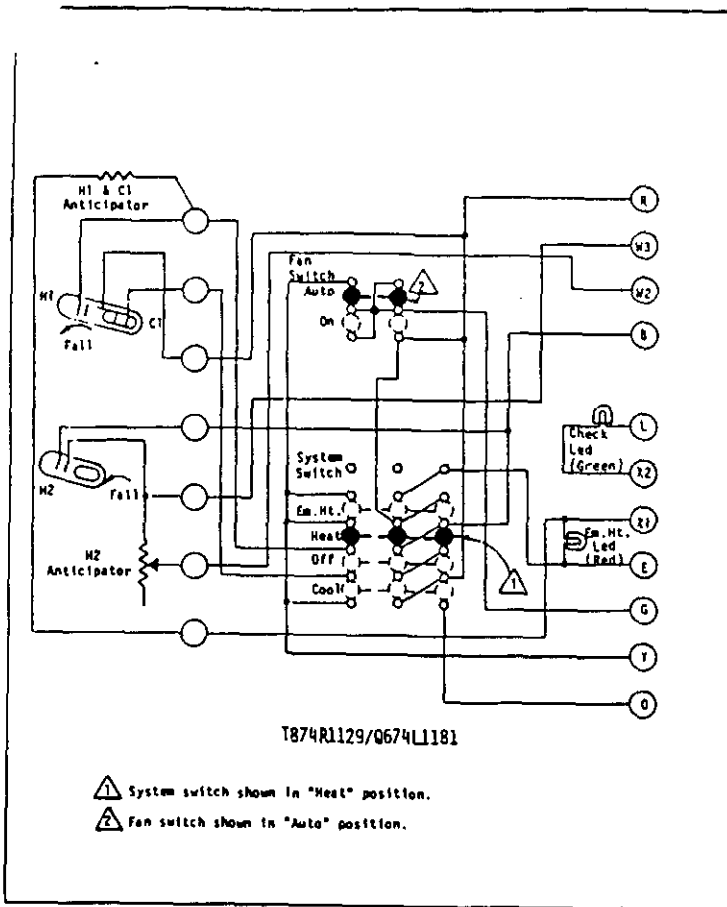 H1 & C1
Anticipator
H1
C1
Fall
H2
Fall
H2
Anticipator
Fan
Switch
Auto
2
On
System
Switch
Em.Ht.
Heat
Off
Cool
1
R
W3
W2
B
L
Check
Led
(Green)
X2
X1
Em.Ht.
Led
(Red)
E
G
Y
O
T874R1129/Q674L1181
1 System switch shown in "Heat" position.
2 Fan switch shown in "Auto" position.